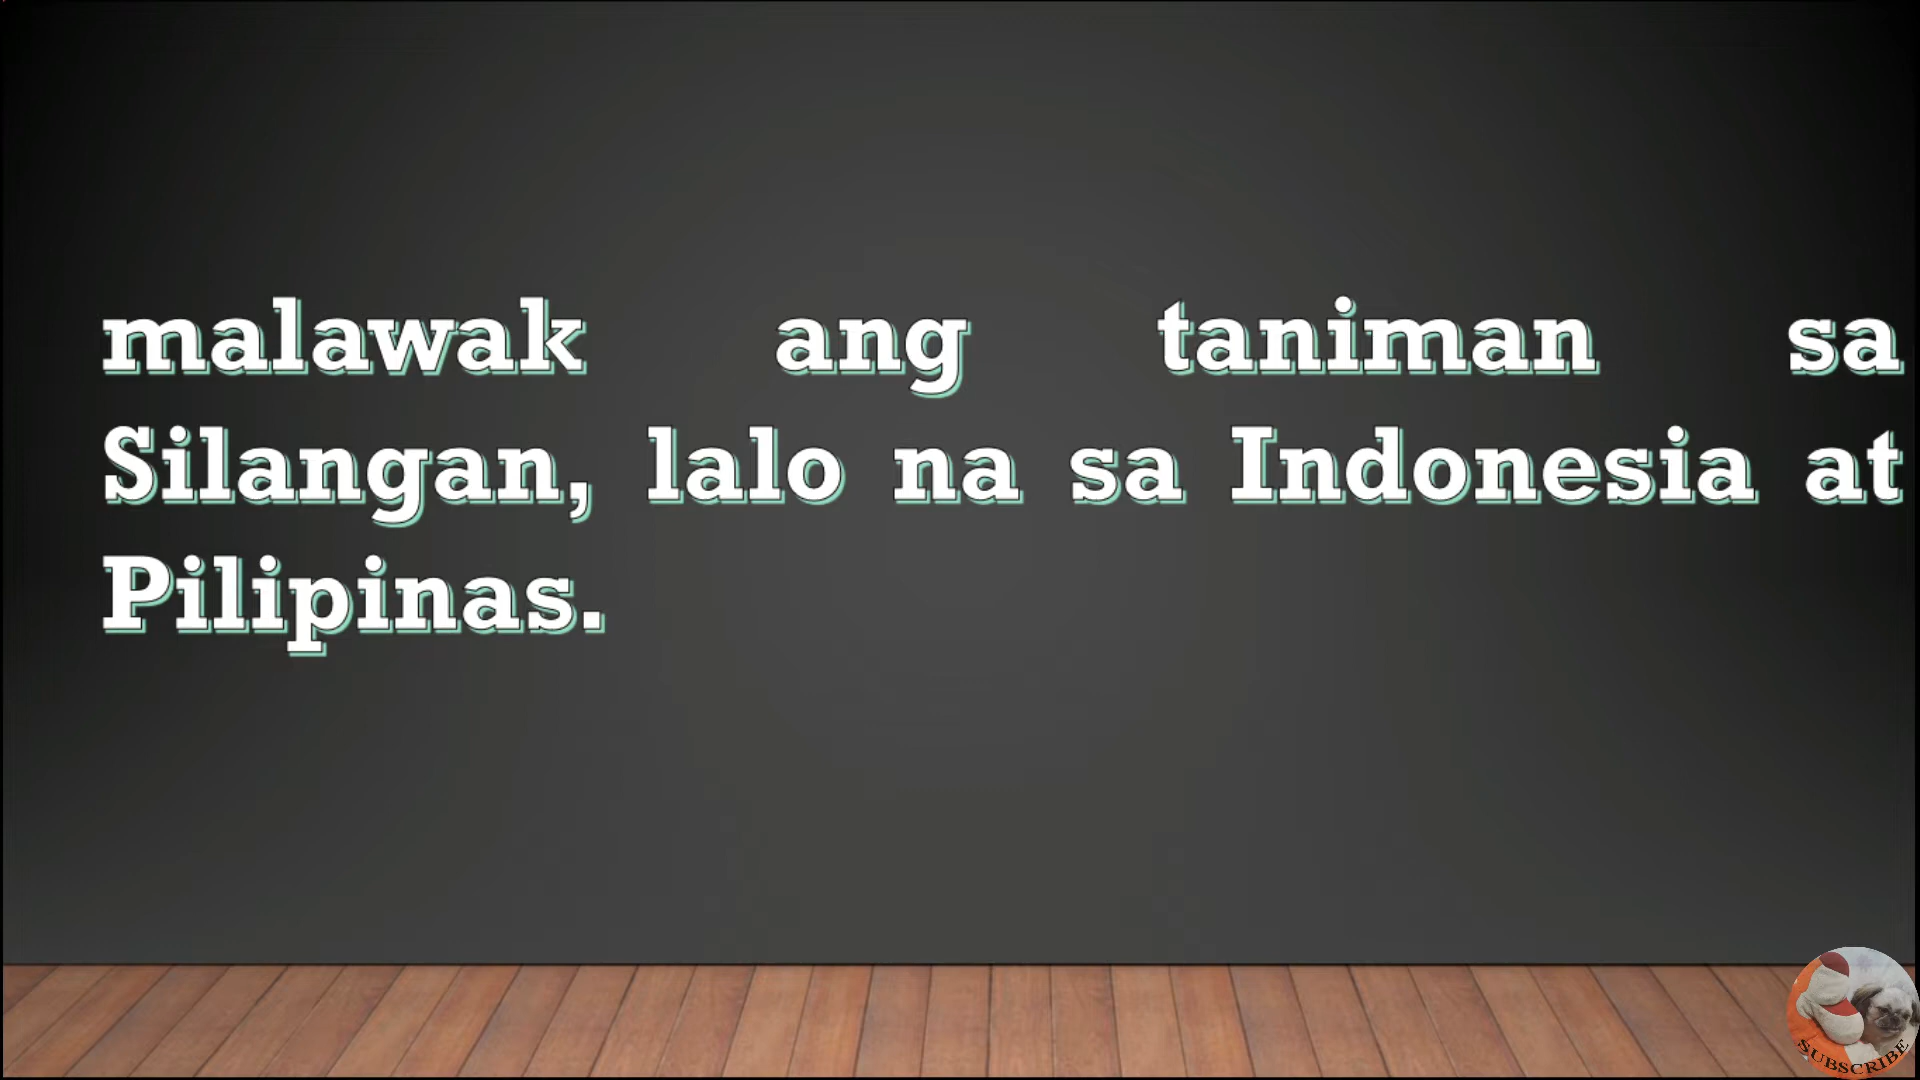 malawak ang taniman sa
Silangan, lalo na sa Indonesia at
Pilipinas.
SUBSCRIBE